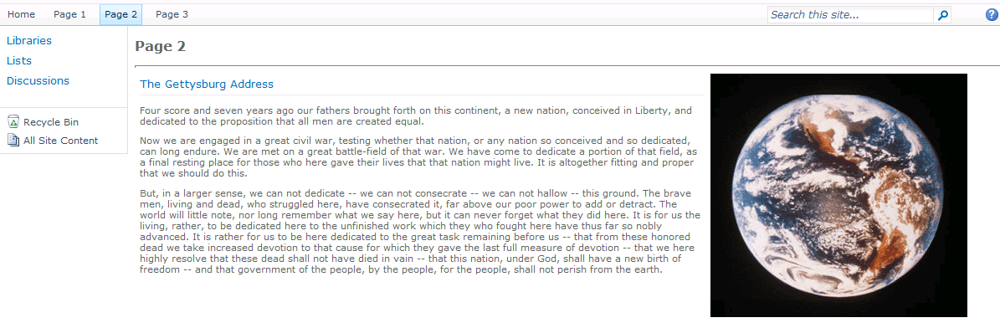 Home Page 1 Page 2 Page 3 Search this site...
Libraries
Lists
Discussions
Recycle Bin
All Site Content
Page 2
The Gettysburg Address
Four score and seven years ago our fathers brought forth on this continent, a new nation, conceived in Liberty, and
dedicated to the proposition that all men are created equal.
Now we are engaged in a great civil war, testing whether that nation, or any nation so conceived and so dedicated,
can long endure. We are met on a great battle-field of that war. We have come to dedicate a portion of that field, as
a final resting place for those who here gave their lives that that nation might live. It is altogether fitting and proper
that we should do this.
But, in a larger sense, we can not dedicate -- we can not consecrate -- we can not hallow -- this ground. The brave
men, living and dead, who struggled here, have consecrated it, far above our poor power to add or detract. The
world will little note, nor long remember what we say here, but it can never forget what they did here. It is for us the
living, rather, to be dedicated here to the unfinished work which they who fought here have thus far so nobly
advanced. It is rather for us to be here dedicated to the great task remaining before us -- that from these honored
dead we take increased devotion to that cause for which they gave the last full measure of devotion -- that we here
highly resolve that these dead shall not have died in vain -- that this nation, under God, shall have a new birth of
freedom -- and that government of the people, by the people, for the people, shall not perish from the earth.